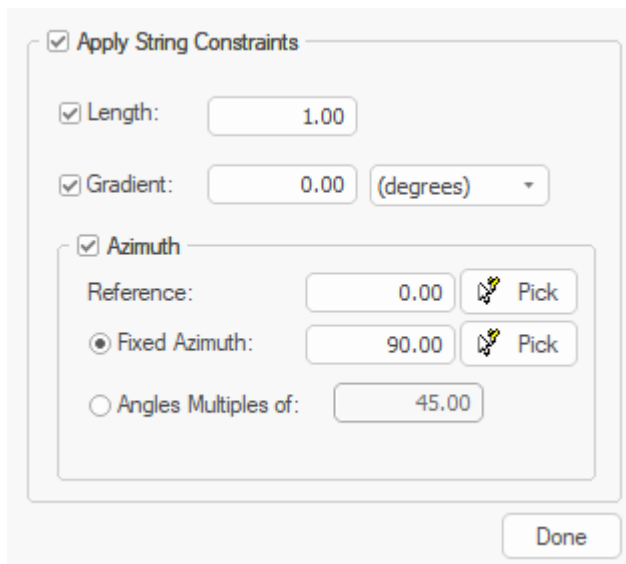 Apply String Constraints
Length: 1.00
Gradient: 0.00 (degrees)
Azimuth
Reference: 0.00 Pick
Fixed Azimuth: 90.00 Pick
Angles Multiples of: 45.00
Done